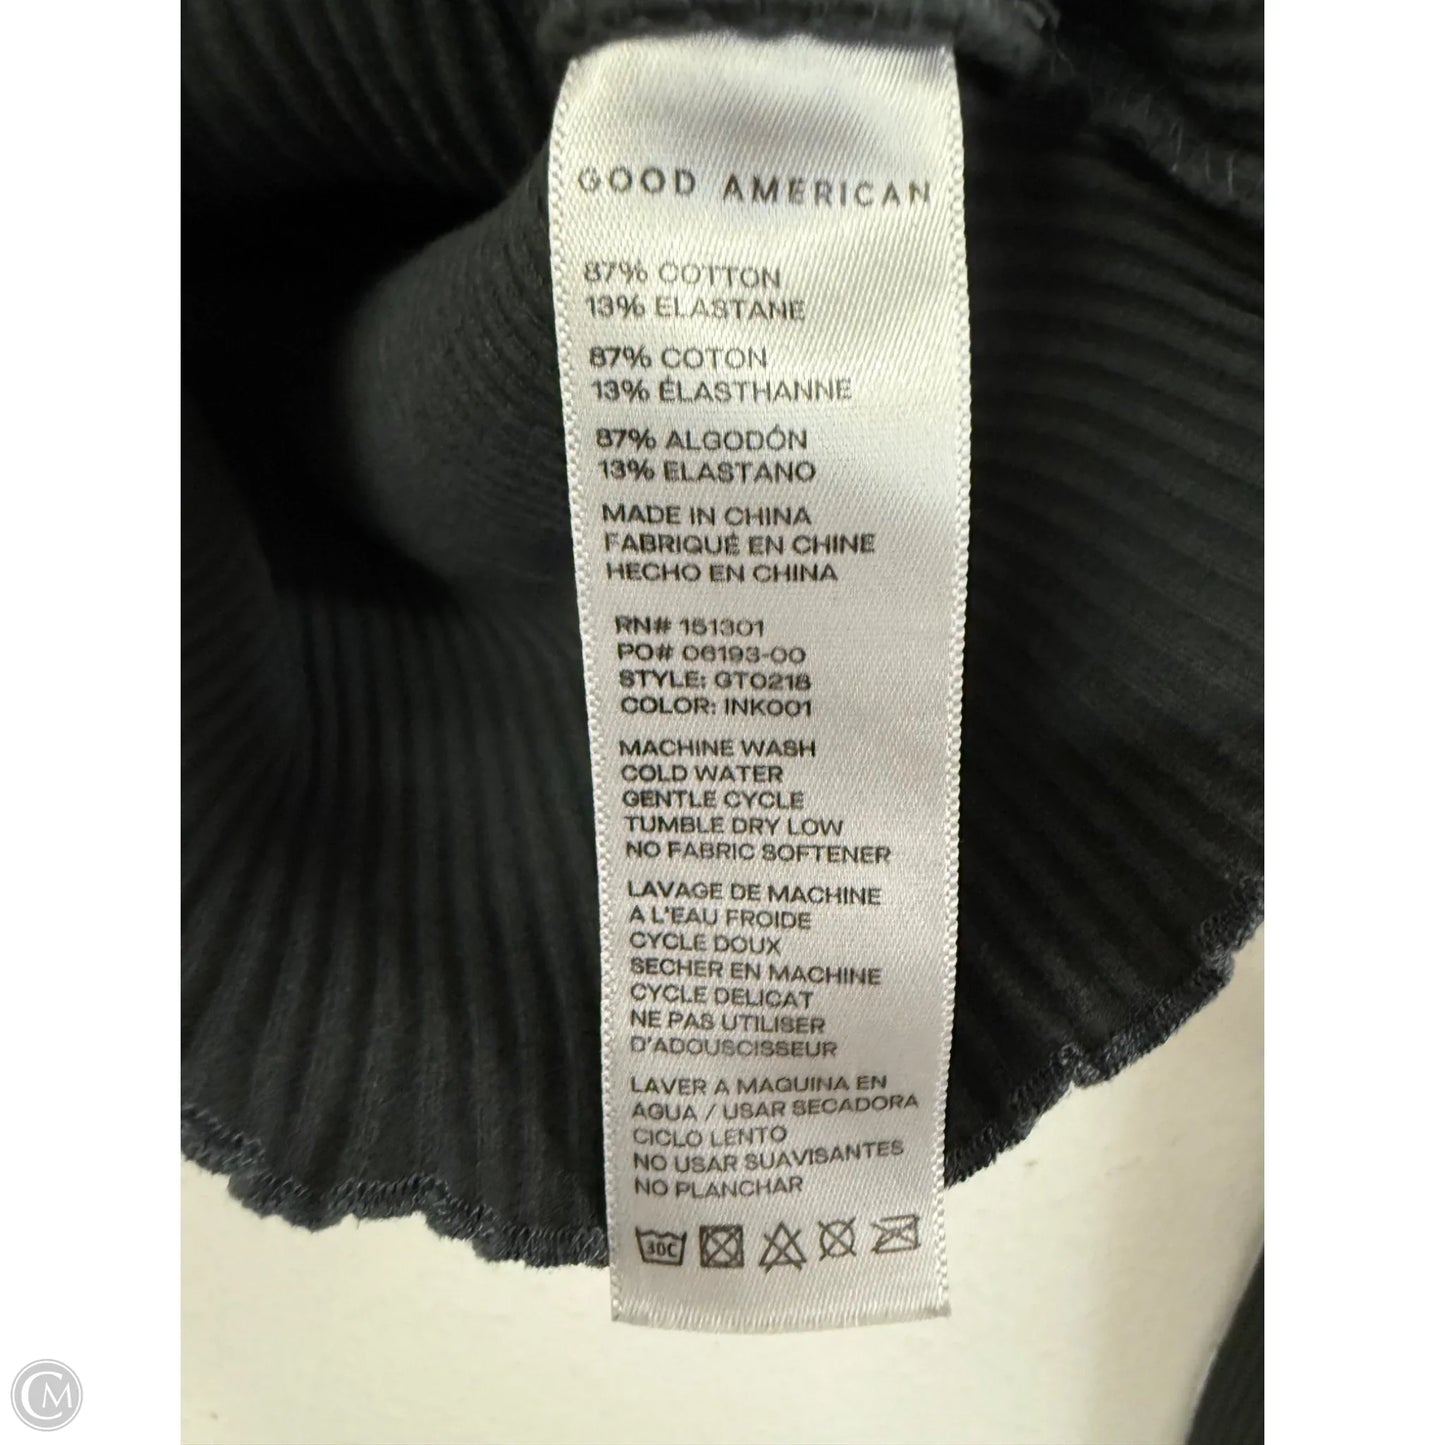 GOOD AMERICAN
87% COTTON
13% ELASTANE
87% COTON
13% ÉLASTHANNE
87% ALGODÓN
13% ELASTANO
MADE IN CHINA
FABRIQUÉ EN CHINE
HECHO EN CHINA
RN# 151301
PO# 06193-00
STYLE: GT0218
COLOR: INK001
MACHINE WASH
COLD WATER
GENTLE CYCLE
TUMBLE DRY LOW
NO FABRIC SOFTENER
LAVAGE DE MACHINE
A L'EAU FROIDE
CYCLE DOUX
SECHER EN MACHINE
CYCLE DELICAT
NE PAS UTILISER
D'ADOUSCISSEUR
LAVER A MAQUINA EN
AGUA / USAR SECADORA
CICLO LENTO
NO USAR SUAVISANTES
NO PLANCHAR
30C
CM